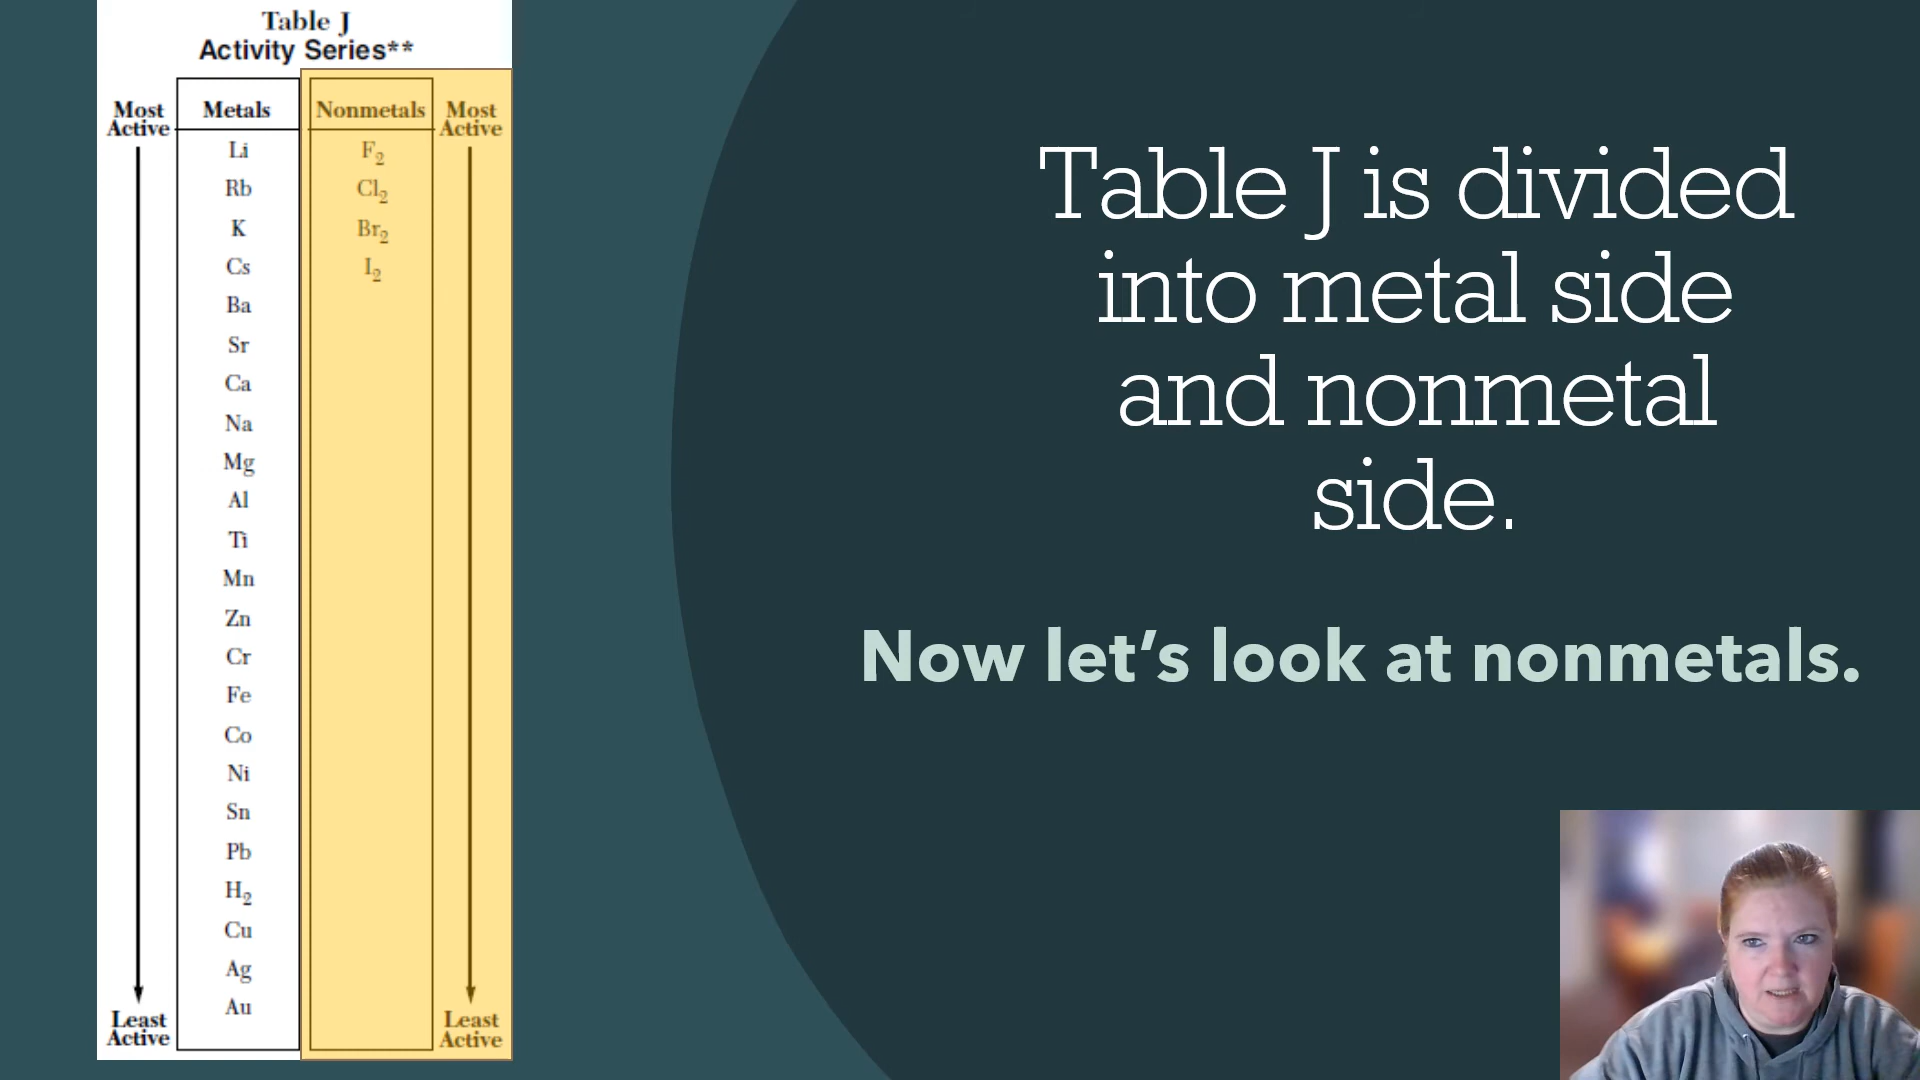 Table J
Activity Series**
Most Active
Metals
Nonmetals
Most Active
Li
Rb
K
Cs
Ba
Sr
Ca
Na
Mg
Al
Ti
Mn
Zn
Cr
Fe
Co
Ni
Sn
Pb
H₂
Cu
Ag
Au
F₂
Cl₂
Br₂
I₂
Least Active
Least Active
Table J is divided
into metal side
and nonmetal
side.
Now let’s look at nonmetals.